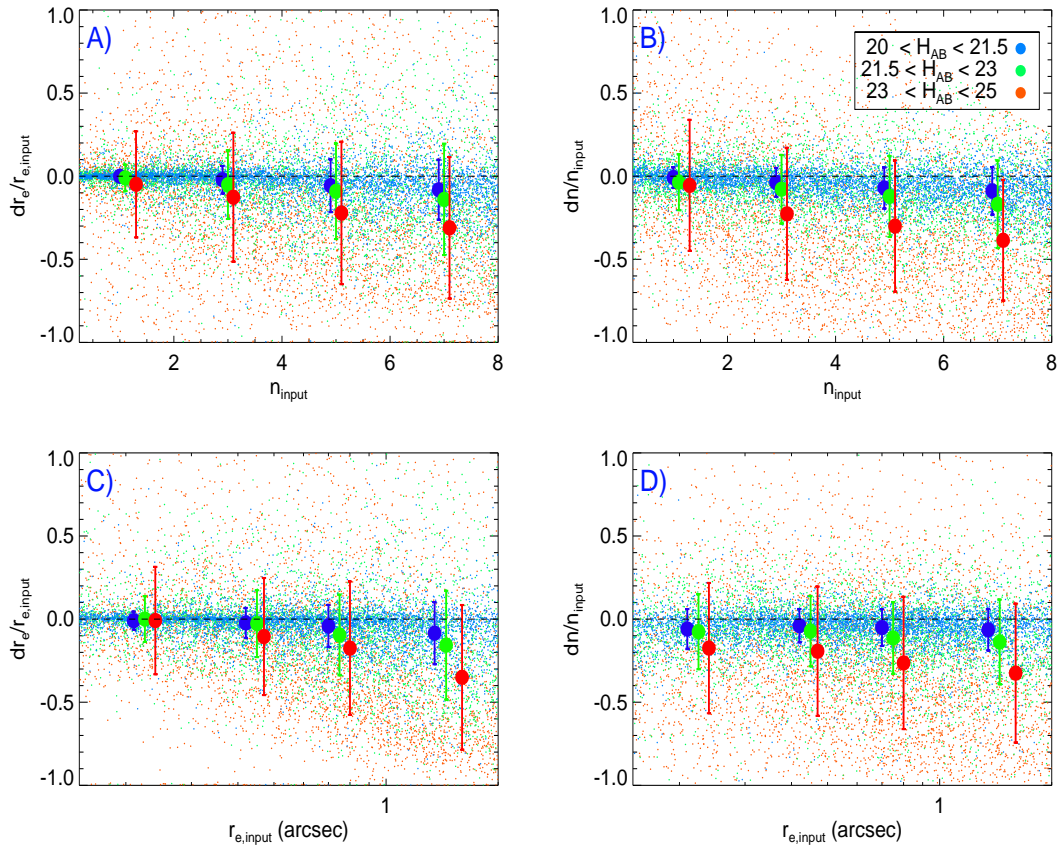 A)
1.0
0.5
0.0
-0.5
-1.0
dr_e/r_e,input
2
4
6
8
n_input
B)
20 < H_AB < 21.5
21.5 < H_AB < 23
23 < H_AB < 25
1.0
0.5
0.0
-0.5
-1.0
dn/n_input
2
4
6
8
n_input
C)
1.0
0.5
0.0
-0.5
-1.0
dr_e/r_e,input
1
r_e,input (arcsec)
D)
1.0
0.5
0.0
-0.5
-1.0
dn/n_input
1
r_e,input (arcsec)